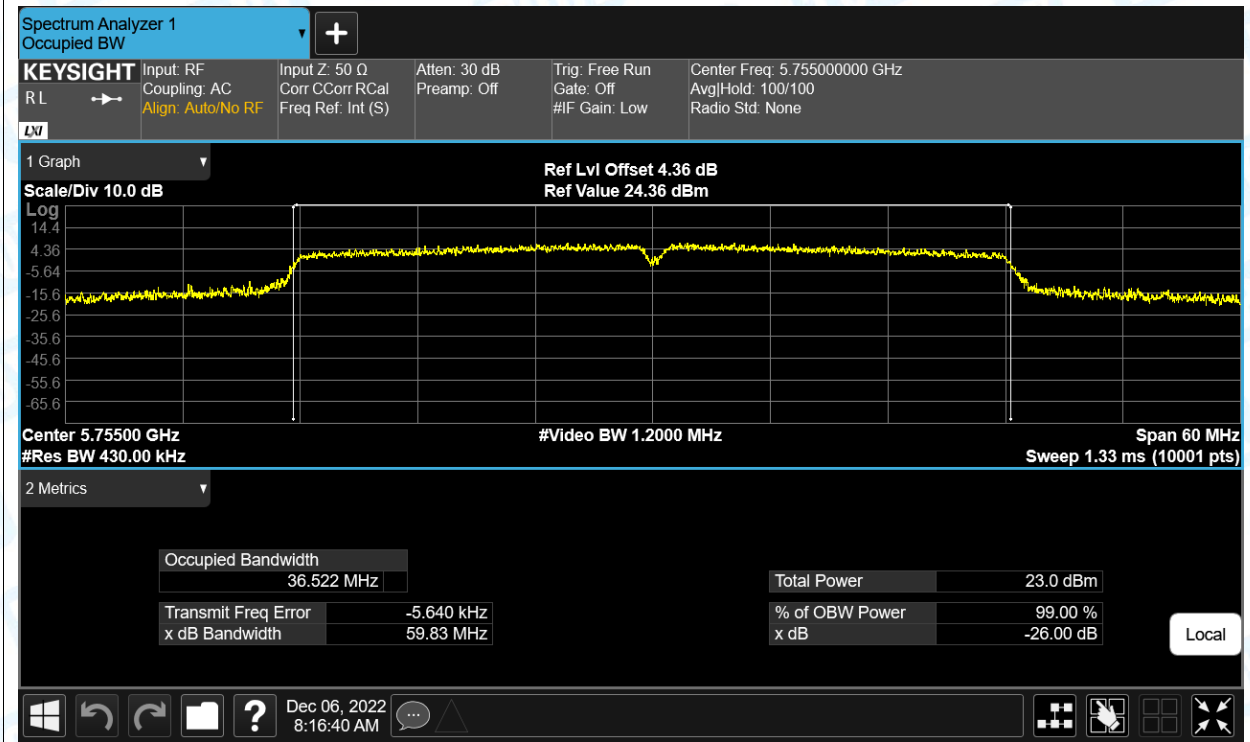 Spectrum Analyzer 1
Occupied BW
KEYSIGHT
R L
LXI
Input: RF
Coupling: AC
Align: Auto/No RF
Input Z: 50 Ω
Corr CCorr RCal
Freq Ref: Int (S)
Atten: 30 dB
Preamp: Off
Trig: Free Run
Gate: Off
#IF Gain: Low
Center Freq: 5.755000000 GHz
Avg|Hold: 100/100
Radio Std: None
1 Graph
Scale/Div 10.0 dB
Ref Lvl Offset 4.36 dB
Ref Value 24.36 dBm
Log
14.4
4.36
-5.64
-15.6
-25.6
-35.6
-45.6
-55.6
-65.6
Center 5.75500 GHz
#Video BW 1.2000 MHz
Span 60 MHz
#Res BW 430.00 kHz
Sweep 1.33 ms (10001 pts)
2 Metrics
Occupied Bandwidth
36.522 MHz
Total Power 23.0 dBm
Transmit Freq Error -5.640 kHz
% of OBW Power 99.00 %
x dB Bandwidth 59.83 MHz
x dB -26.00 dB
Local
?
Dec 06, 2022
8:16:40 AM